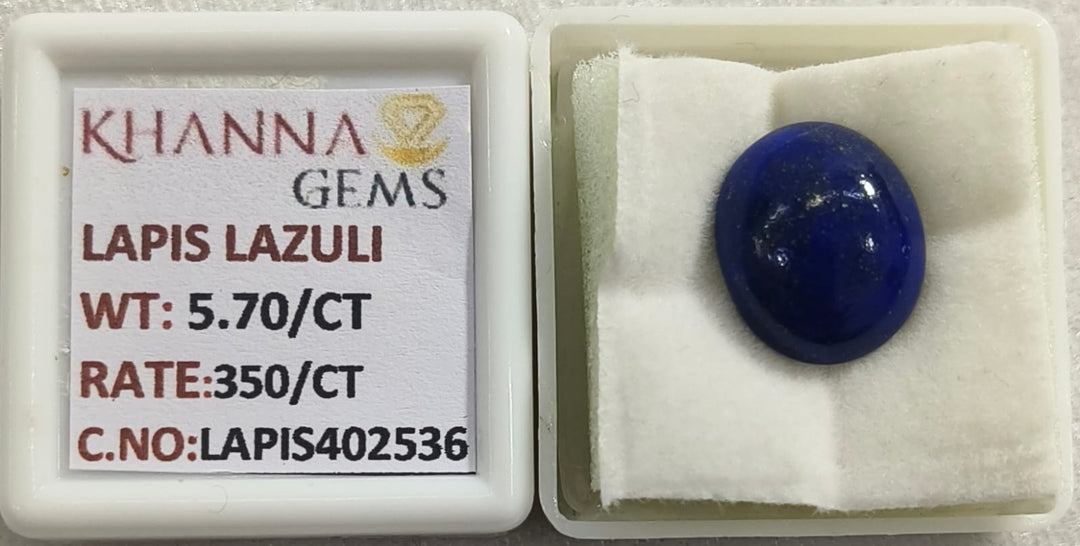 KHANNA
GEMS
LAPIS LAZULI
WT: 5.70/CT
RATE:350/CT
C.NO:LAPIS402536